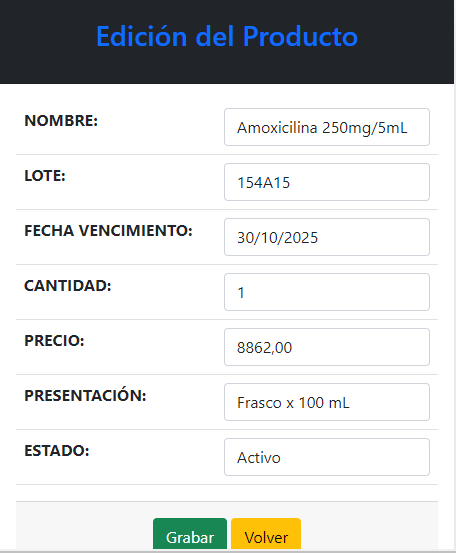 Edición del Producto
NOMBRE: Amoxicilina 250mg/5mL
LOTE: 154A15
FECHA VENCIMIENTO: 30/10/2025
CANTIDAD: 1
PRECIO: 8862,00
PRESENTACIÓN: Frasco x 100 mL
ESTADO: Activo
Grabar Volver